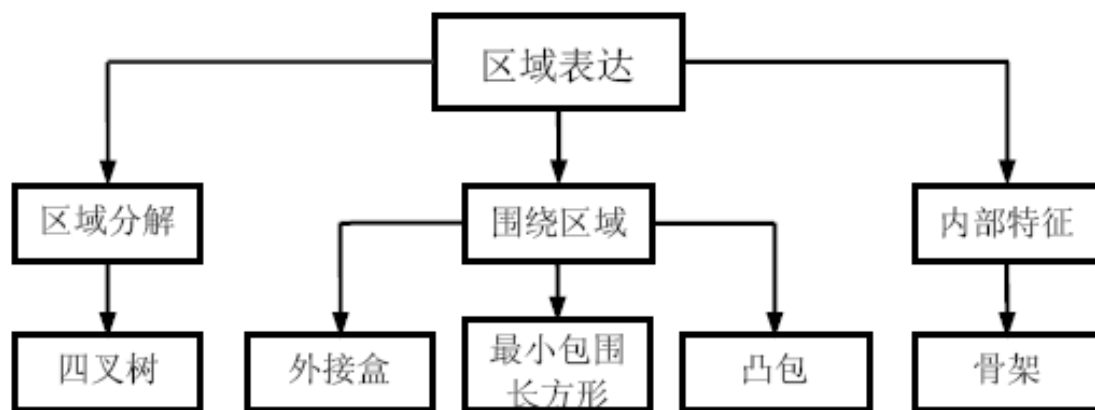 区域表达
区域分解
围绕区域
内部特征
四叉树
外接盒
最小包围
长方形
凸包
骨架